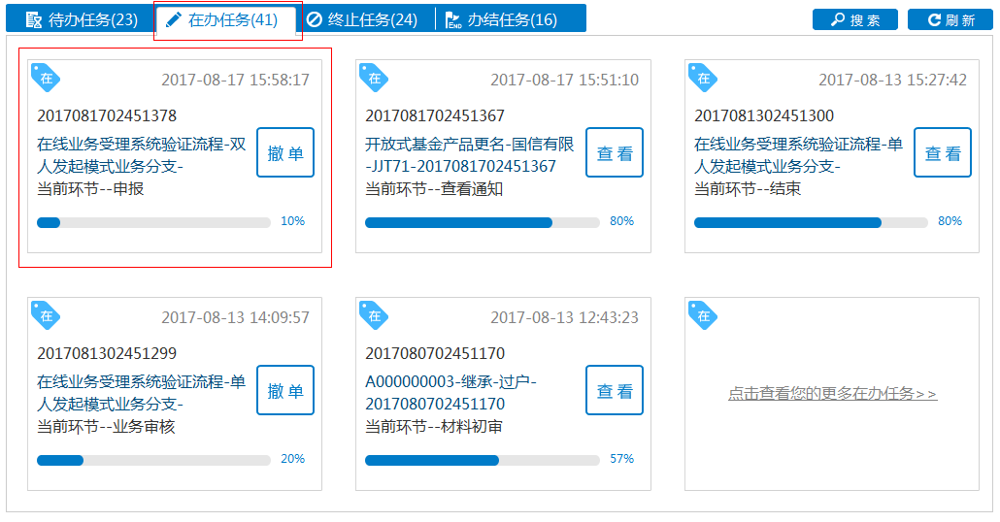 待办任务(23) 在办任务(41) 终止任务(24) END 办结任务(16) 搜 索 刷 新
在 2017-08-17 15:58:17
2017081702451378
在线业务受理系统验证流程-双
人发起模式业务分支-
当前环节--申报
撤 单
10%
在 2017-08-17 15:51:10
2017081702451367
开放式基金产品更名-国信有限
-JJT71-2017081702451367
当前环节--查看通知
查 看
80%
在 2017-08-13 15:27:42
2017081302451300
在线业务受理系统验证流程-单
人发起模式业务分支-
当前环节--结束
查 看
80%
在 2017-08-13 14:09:57
2017081302451299
在线业务受理系统验证流程-单
人发起模式业务分支-
当前环节--业务审核
撤 单
20%
在 2017-08-13 12:43:23
2017080702451170
A000000003-继承-过户-
2017080702451170
当前环节--材料初审
查 看
57%
在
点击查看您的更多在办任务>>